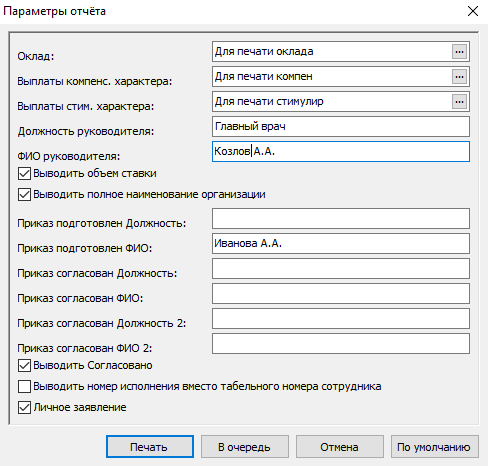 Параметры отчёта
Оклад: Для печати оклада ...
Выплаты компенс. характера: Для печати компен ...
Выплаты стим. характера: Для печати стимулир ...
Должность руководителя: Главный врач
ФИО руководителя: Козлов А.А.
Выводить объем ставки
Выводить полное наименование организации
Приказ подготовлен Должность:
Приказ подготовлен ФИО: Иванова А.А.
Приказ согласован Должность:
Приказ согласован ФИО:
Приказ согласован Должность 2:
Приказ согласован ФИО 2:
Выводить Согласовано
Выводить номер исполнения вместо табельного номера сотрудника
Личное заявление
Печать В очередь Отмена По умолчанию